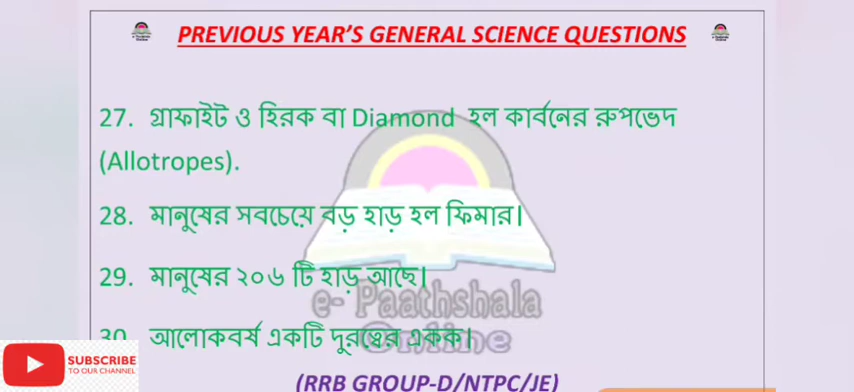 PREVIOUS YEAR'S GENERAL SCIENCE QUESTIONS
27. গ্রাফাইট ও হিরক বা Diamond হল কার্বনের রুপভেদ
(Allotropes).
28. মানুষের সবচেয়ে বড় হাড় হল ফিমার।
29. মানুষের ২০৬ টি হাড় আছে।
30. আলোকবর্ষ একটি দুরত্বের একক।
e- Paathshala
Online
SUBSCRIBE
TO OUR CHANNEL
(RRB GROUP-D/NTPC/JE)